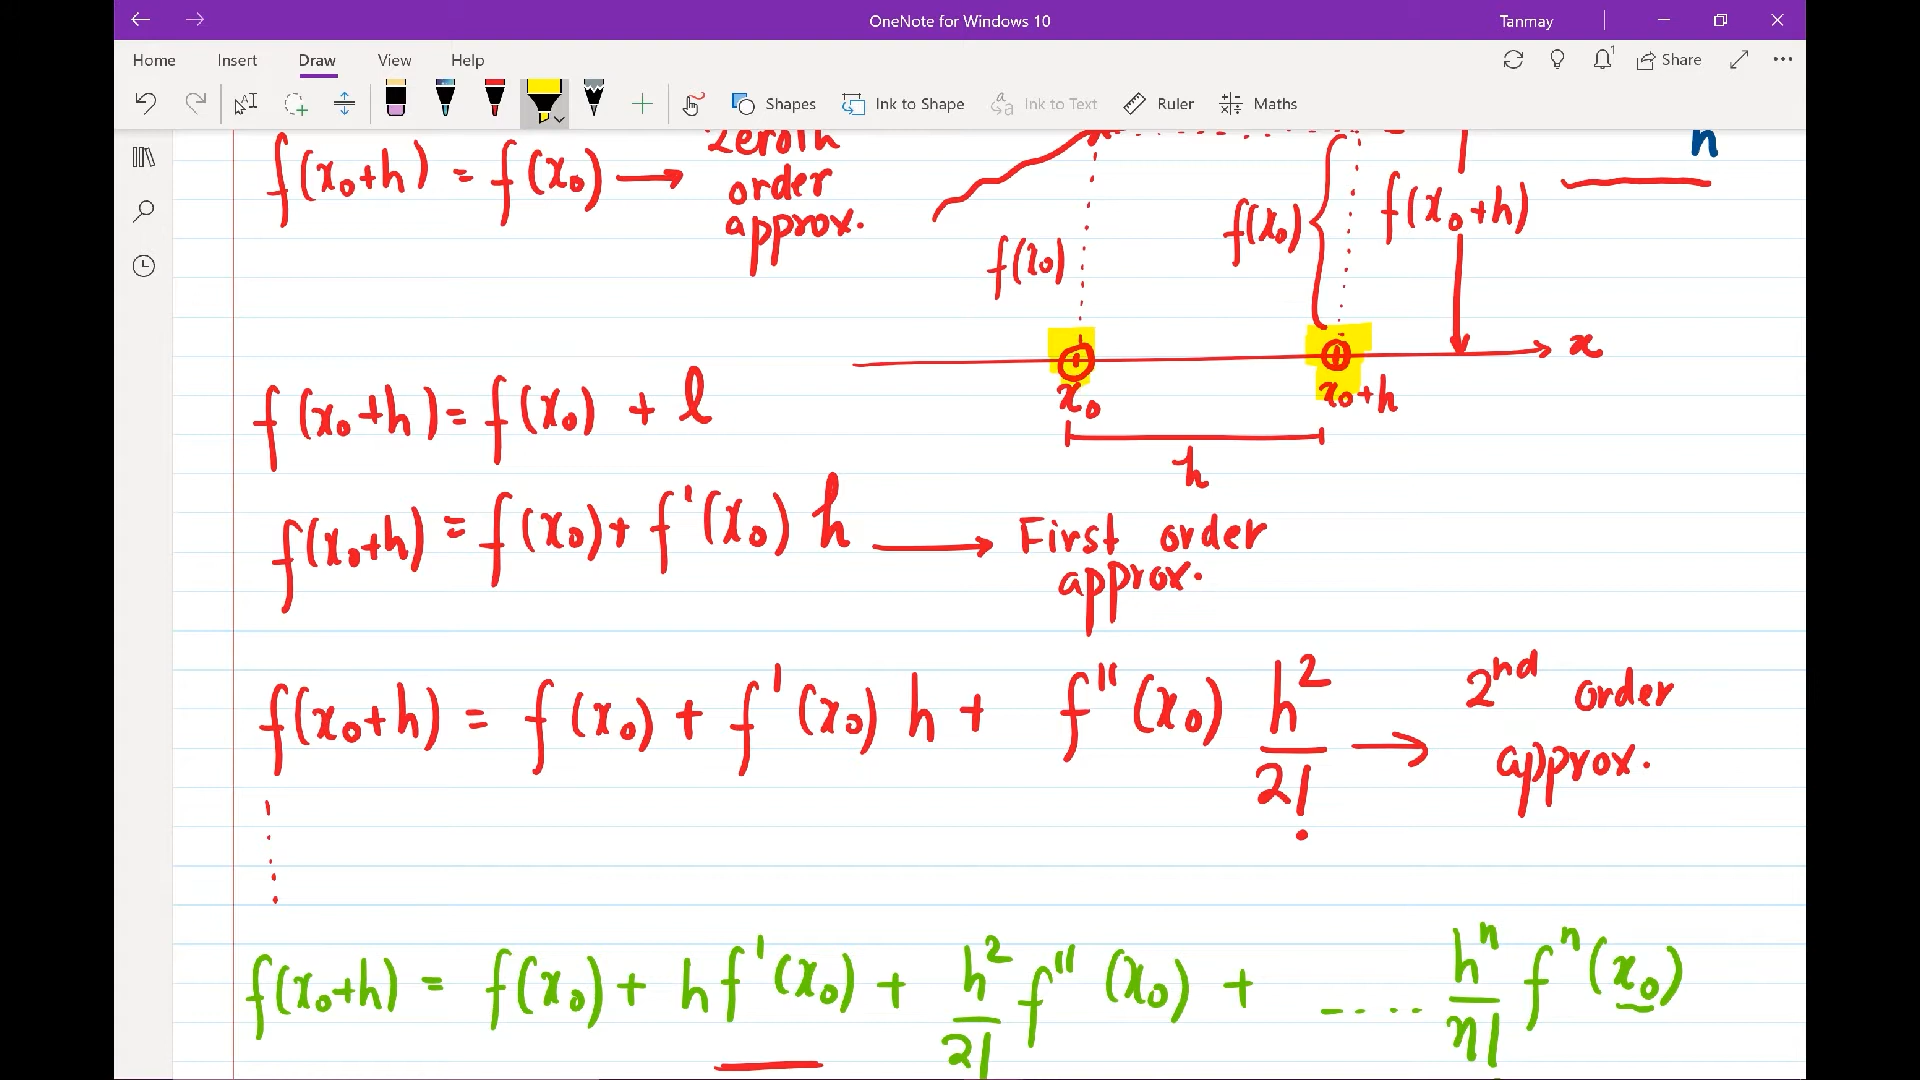 OneNote for Windows 10
Tanmay
Home Insert Draw View Help
Share
Shapes Ink to Shape Ink to Text Ruler Maths
f(x₀+h) = f(x₀) → Zeroth
order
approx.
f(x₀)
f(x₀)
f(x₀+h)
h
x
x₀
x₀+h
h
f(x₀+h) = f(x₀) + l
f(x₀+h) = f(x₀) + f'(x₀) h → First order
approx.
f(x₀+h) = f(x₀) + f'(x₀) h + f''(x₀) h²/2! → 2nd order
approx.
f(x₀+h) = f(x₀) + h f'(x₀) + h²/2! f''(x₀) + ..... hⁿ/n! fⁿ(x₀)